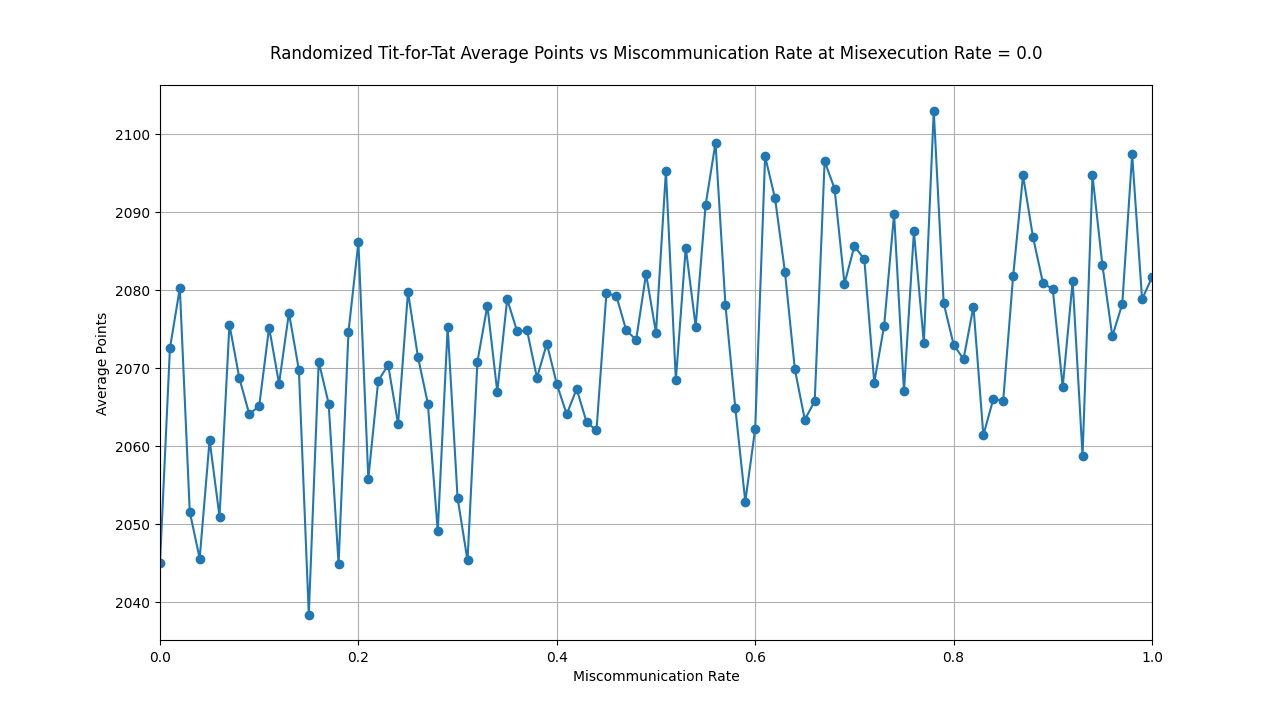 Randomized Tit-for-Tat Average Points vs Miscommunication Rate at Misexecution Rate = 0.0
2100
2090
2080
2070
2060
2050
2040
Average Points
0.0 0.2 0.4 0.6 0.8 1.0
Miscommunication Rate